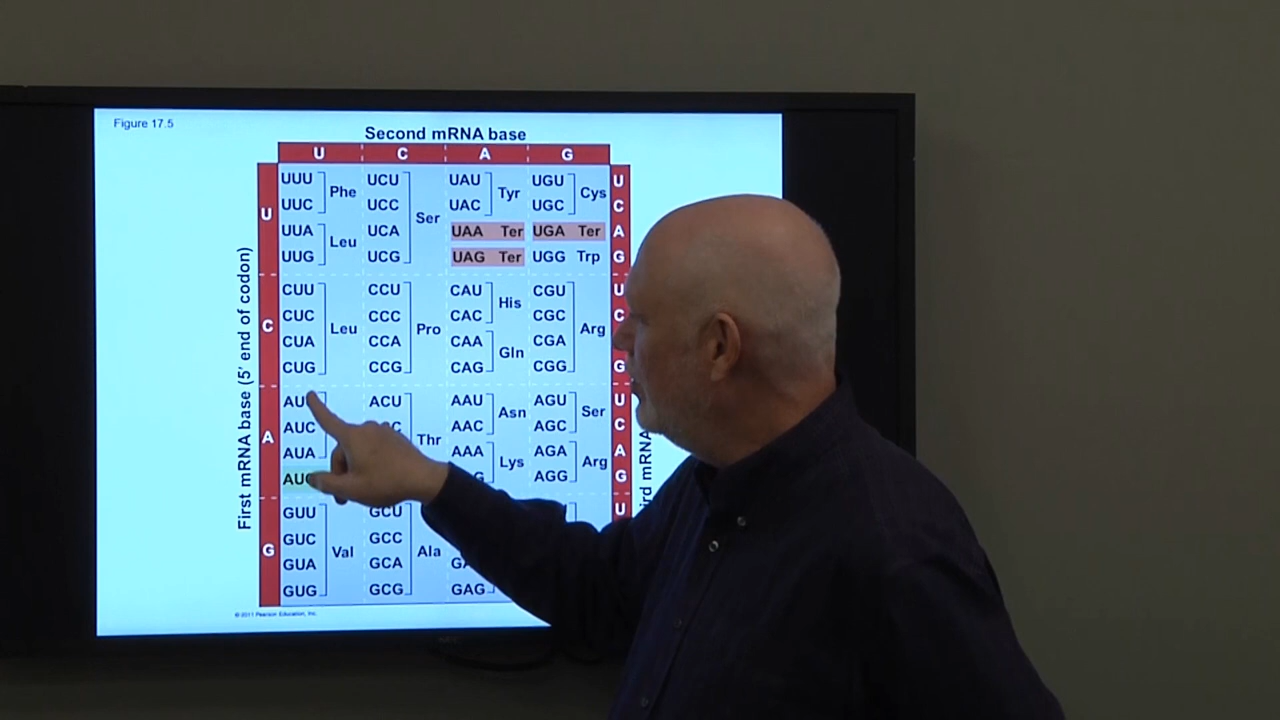 Figure 17.5
Second mRNA base
U C A G
First mRNA base (5' end of codon)
U
UUU UCU UAU UGU U
Phe Tyr Cys
UUC UCC UAC UGC C
Ser
UUA UCA UAA Ter UGA Ter A
Leu
UUG UCG UAG Ter UGG Trp G
C
CUU CCU CAU CGU U
His
CUC CCC CAC CGC C
Leu Pro Arg
CUA CCA CAA CGA
Gln
CUG CCG CAG CGG G
A
ACU AAU AGU U
Asn Ser
AUC AAC AGC C
Thr
AUA AAA AGA A
Lys Arg
AGG G
G
GUU GCU U
GUC GCC
Val Ala
GUA GCA
GUG GCG GAG
© 2011 Pearson Education, Inc.